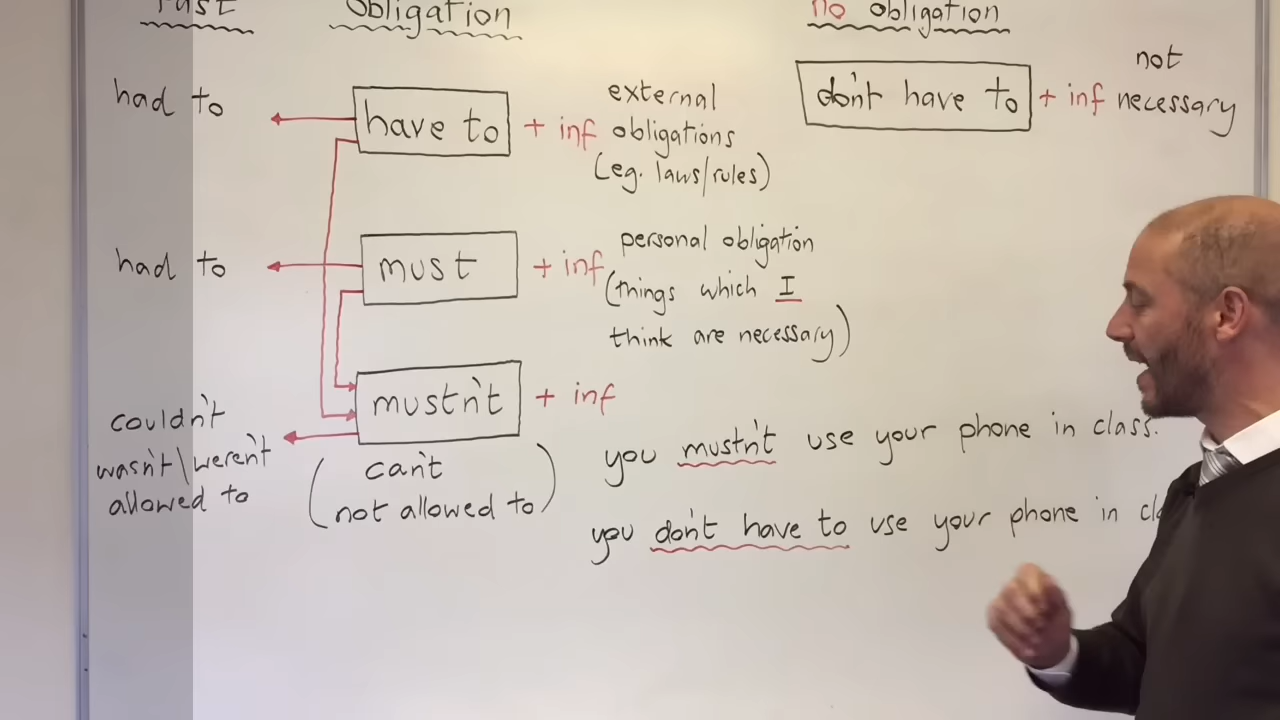 Past Obligation no obligation
had to have to + inf external obligations (eg. laws/rules)
don't have to + inf not necessary
had to must + inf personal obligation
(things which I
think are necessary)
mustn't + inf
couldn't
wasn't\weren't
allowed to
(can't
not allowed to)
you mustn't use your phone in class.
you don't have to use your phone in